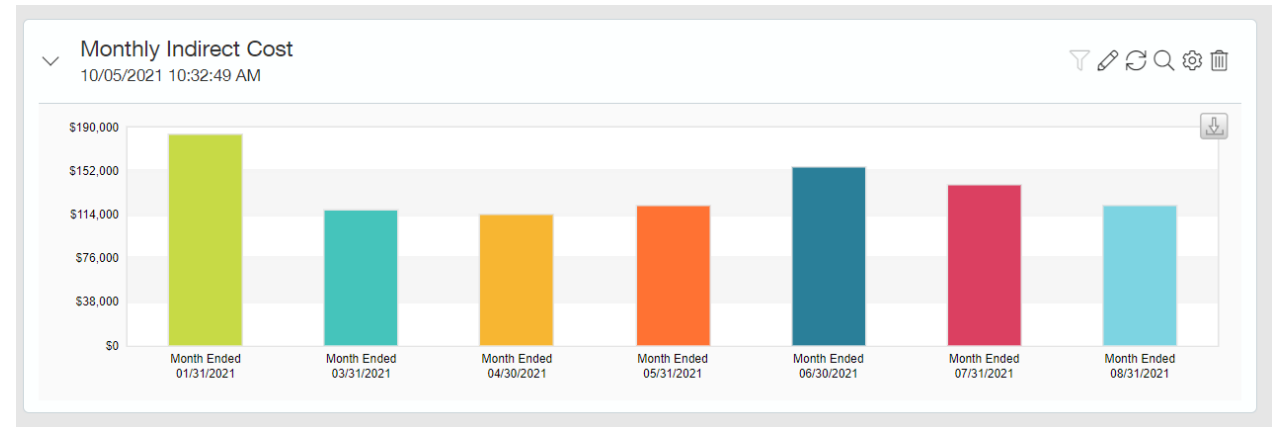 Monthly Indirect Cost
10/05/2021 10:32:49 AM
$190,000
$152,000
$114,000
$76,000
$38,000
$0
Month Ended
01/31/2021
Month Ended
03/31/2021
Month Ended
04/30/2021
Month Ended
05/31/2021
Month Ended
06/30/2021
Month Ended
07/31/2021
Month Ended
08/31/2021